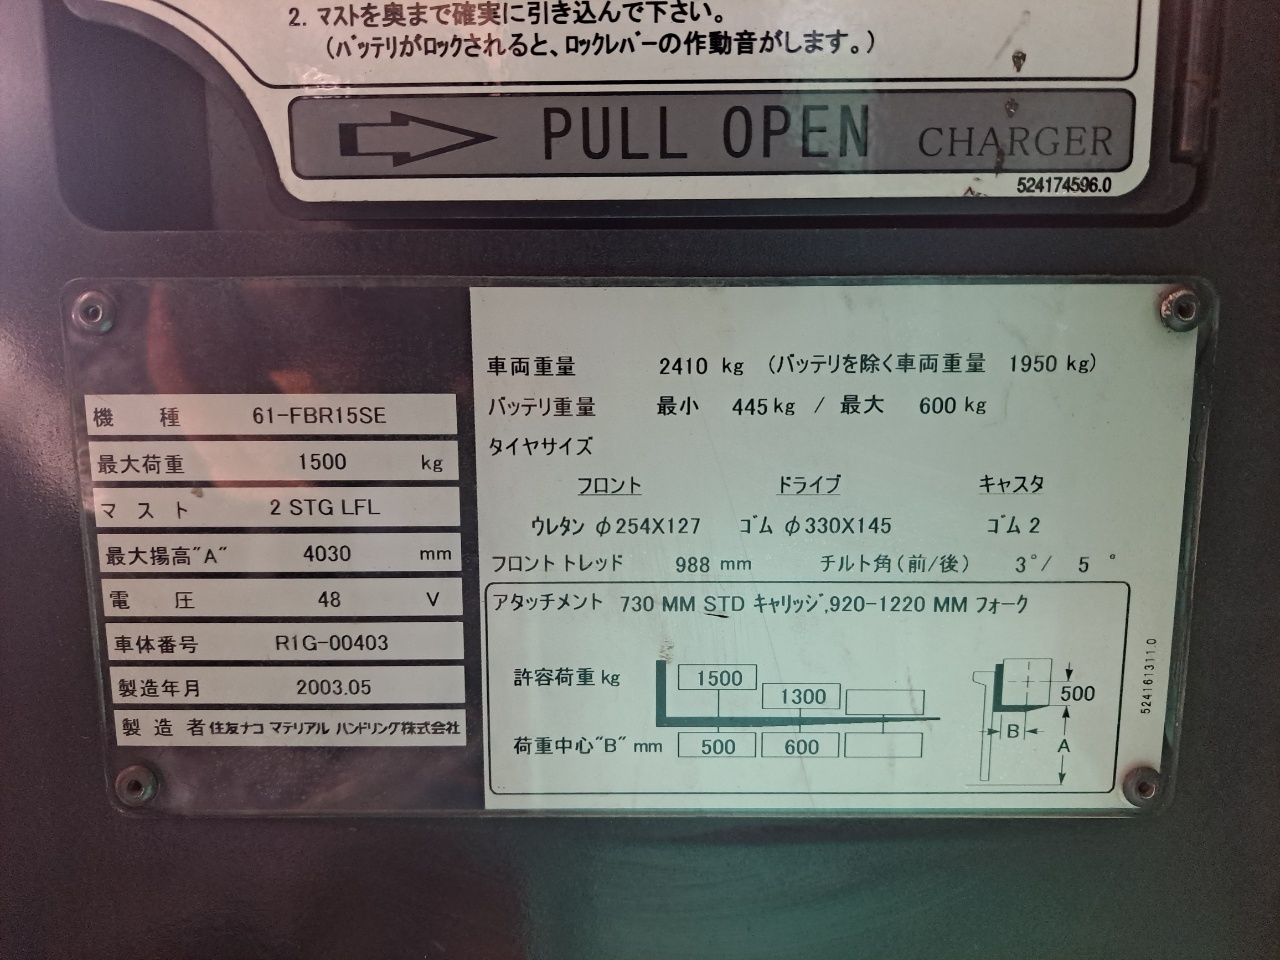 2. マストを奥まで確実に引き込んで下さい。
(バッテリがロックされると、ロックレバーの作動音がします。)
PULL OPEN CHARGER
524174596.0
機種 61-FBR15SE
最大荷重 1500 kg
マスト 2 STG LFL
最大揚高"A" 4030 mm
電圧 48 V
車体番号 R1G-00403
製造年月 2003.05
製造者 住友ナコ マテリアル ハンドリング株式会社
車両重量 2410 kg (バッテリを除く車両重量 1950 kg)
バッテリ重量 最小 445kg / 最大 600 kg
タイヤサイズ
フロント ドライブ キャスタ
ウレタン φ254X127 ゴム φ330X145 ゴム 2
フロントトレッド 988 mm チルト角(前/後) 3°/ 5 °
アタッチメント 730 MM STD キャリッジ,920-1220 MM フォーク
許容荷重 kg 1500 1300
荷重中心"B" mm 500 600
500
B
A
524161311.0